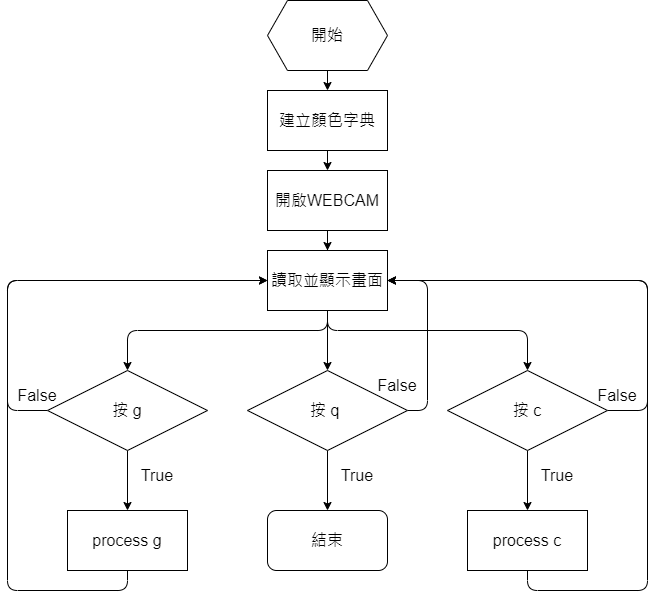 開始
建立顏色字典
開啟WEBCAM
讀取並顯示畫面
False
按 g
True
process g
False
按 q
True
結束
False
按 c
True
process c